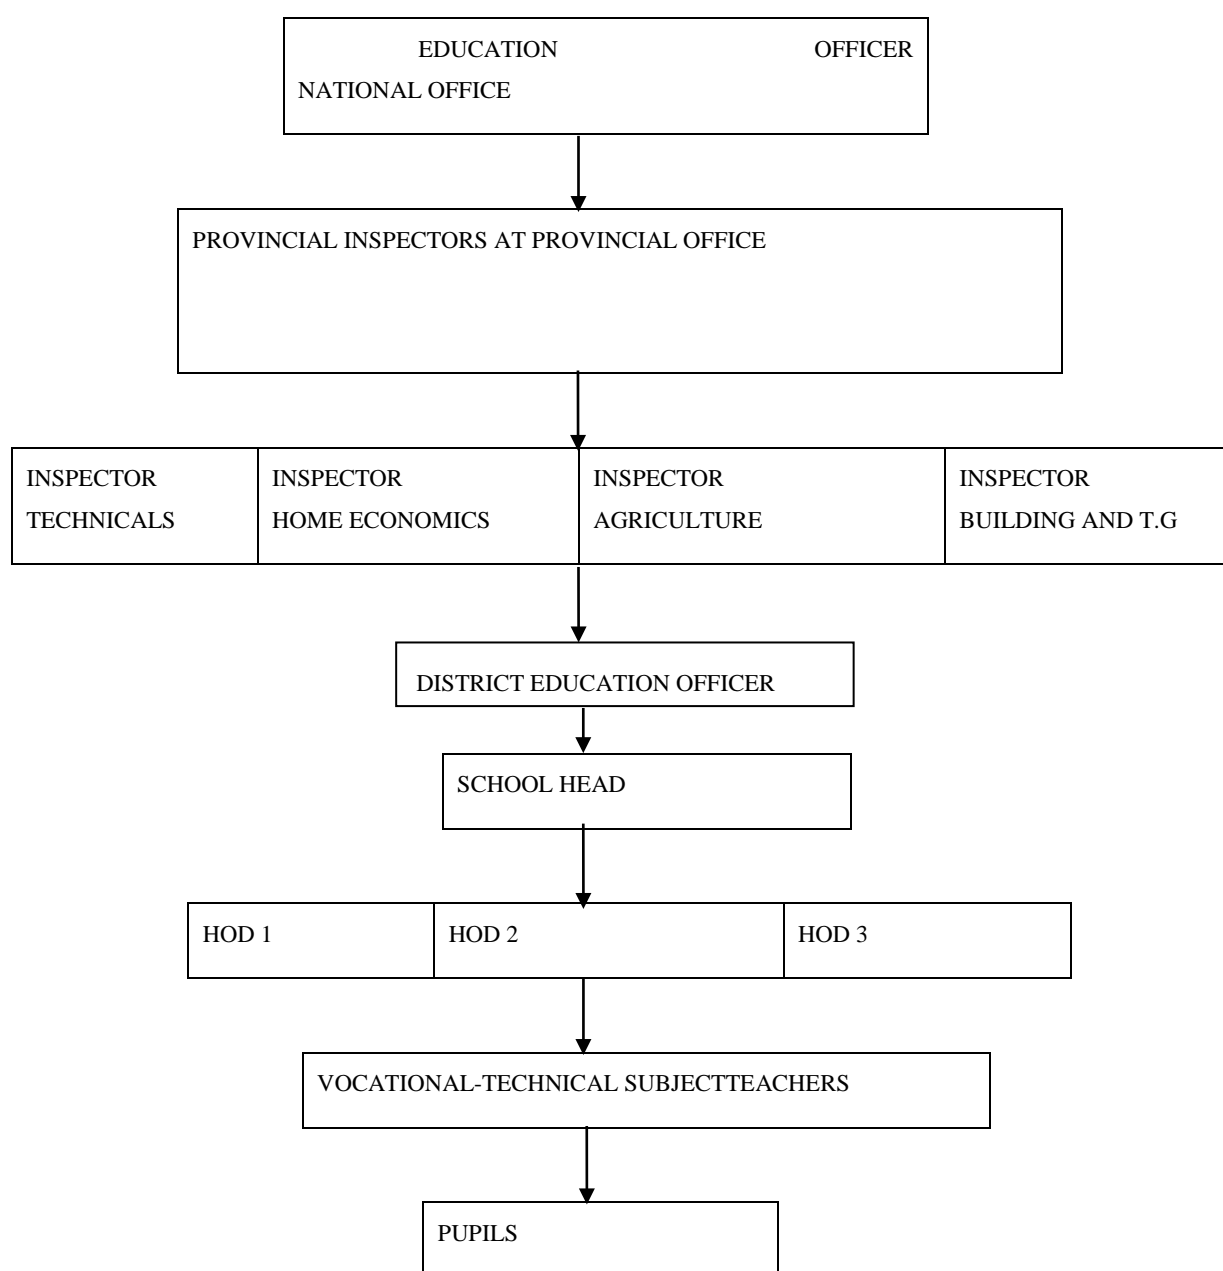 EDUCATION OFFICER
NATIONAL OFFICE
PROVINCIAL INSPECTORS AT PROVINCIAL OFFICE
INSPECTOR
TECHNICALS
INSPECTOR
HOME ECONOMICS
INSPECTOR
AGRICULTURE
INSPECTOR
BUILDING AND T.G
DISTRICT EDUCATION OFFICER
SCHOOL HEAD
HOD 1
HOD 2
HOD 3
VOCATIONAL-TECHNICAL SUBJECTTEACHERS
PUPILS